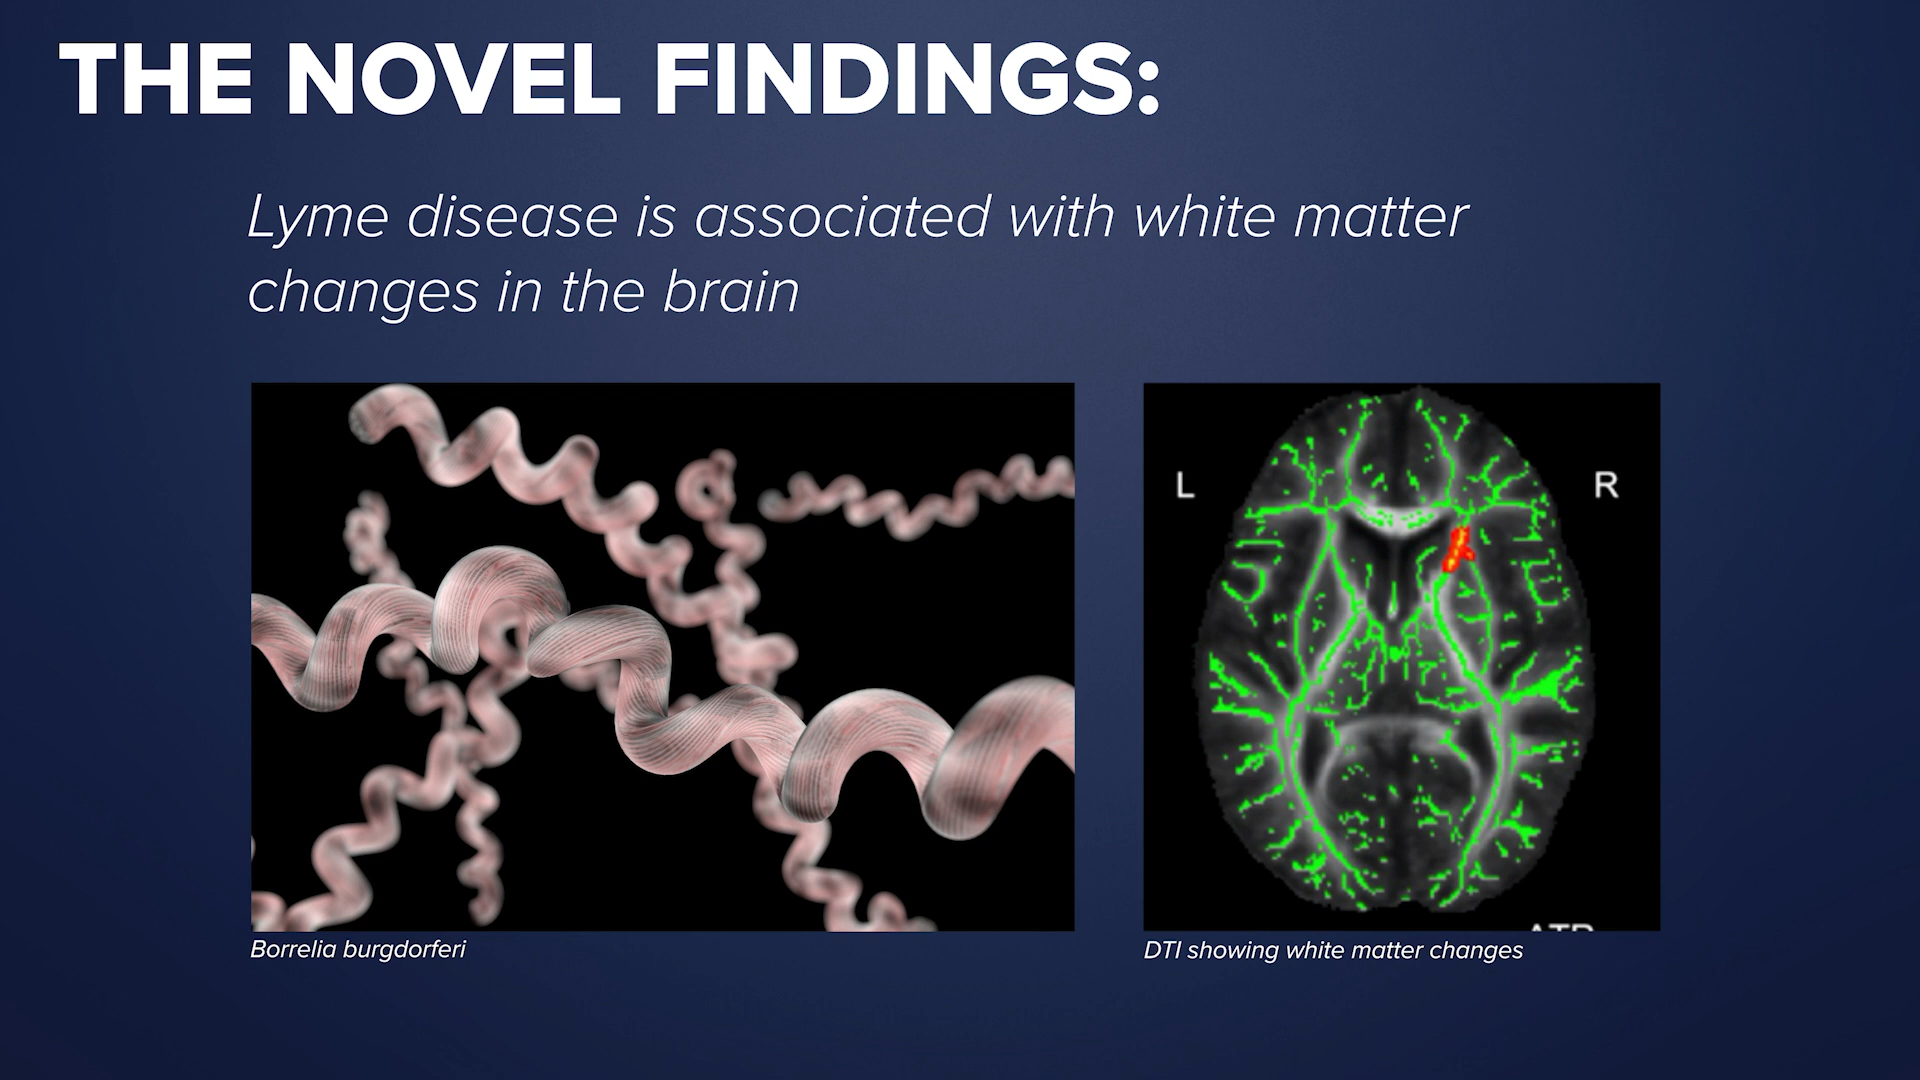 THE NOVEL FINDINGS:
Lyme disease is associated with white matter
changes in the brain
L
R
Borrelia burgdorferi
DTI showing white matter changes